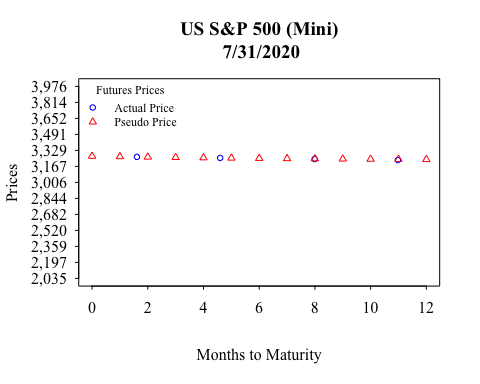 US S&P 500 (Mini)
7/31/2020
Futures Prices
Actual Price
Pseudo Price
Prices
3,976
3,814
3,652
3,491
3,329
3,167
3,006
2,844
2,682
2,520
2,359
2,197
2,035
0 2 4 6 8 10 12
Months to Maturity